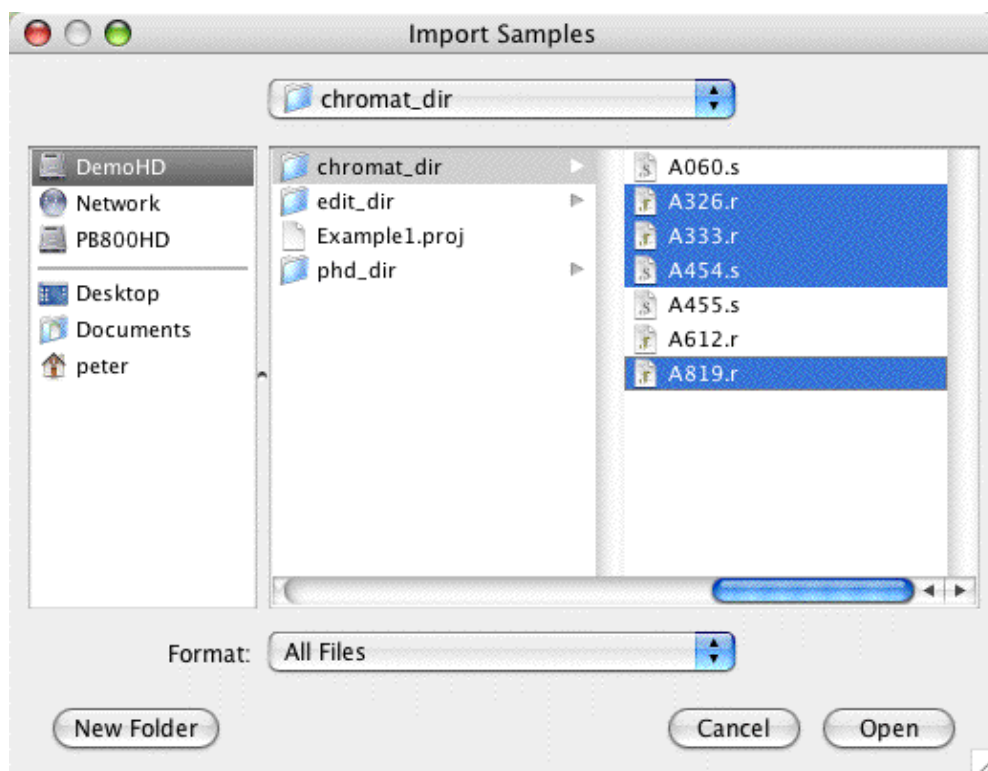 Import Samples
chromat_dir
DemoHD
Network
PB800HD
Desktop
Documents
peter
chromat_dir
edit_dir
Example1.proj
phd_dir
A060.s
A326.r
A333.r
A454.s
A455.s
A612.r
A819.r
Format: All Files
New Folder
Cancel
Open